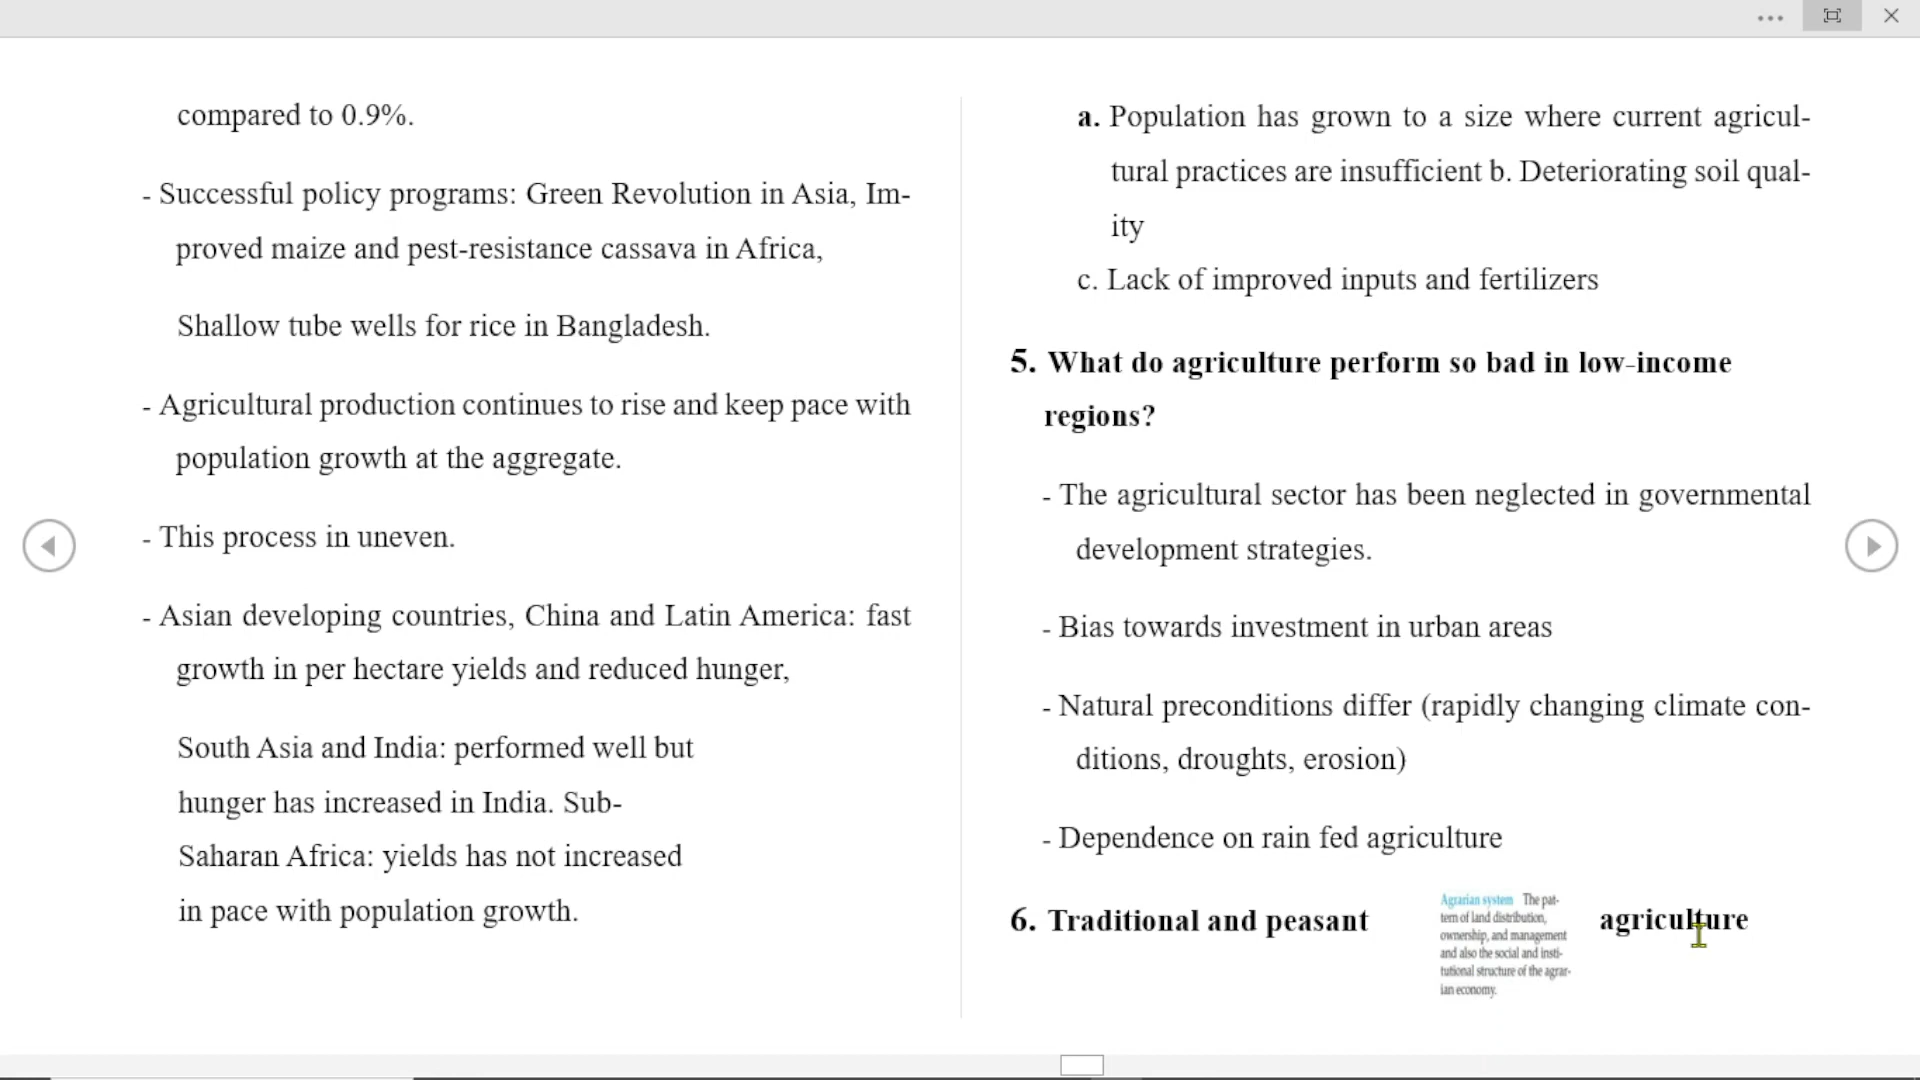 compared to 0.9%.
- Successful policy programs: Green Revolution in Asia, Im-
proved maize and pest-resistance cassava in Africa,
Shallow tube wells for rice in Bangladesh.
- Agricultural production continues to rise and keep pace with
population growth at the aggregate.
- This process in uneven.
- Asian developing countries, China and Latin America: fast
growth in per hectare yields and reduced hunger,
South Asia and India: performed well but
hunger has increased in India. Sub-
Saharan Africa: yields has not increased
in pace with population growth.
a. Population has grown to a size where current agricul-
tural practices are insufficient b. Deteriorating soil qual-
ity
c. Lack of improved inputs and fertilizers
5. What do agriculture perform so bad in low-income
regions?
- The agricultural sector has been neglected in governmental
development strategies.
- Bias towards investment in urban areas
- Natural preconditions differ (rapidly changing climate con-
ditions, droughts, erosion)
- Dependence on rain fed agriculture
6. Traditional and peasant agriculture
Agrarian system The pat-
tern of land distribution,
ownership, and management
and also the social and insti-
tutional structure of the agrar-
ian economy.